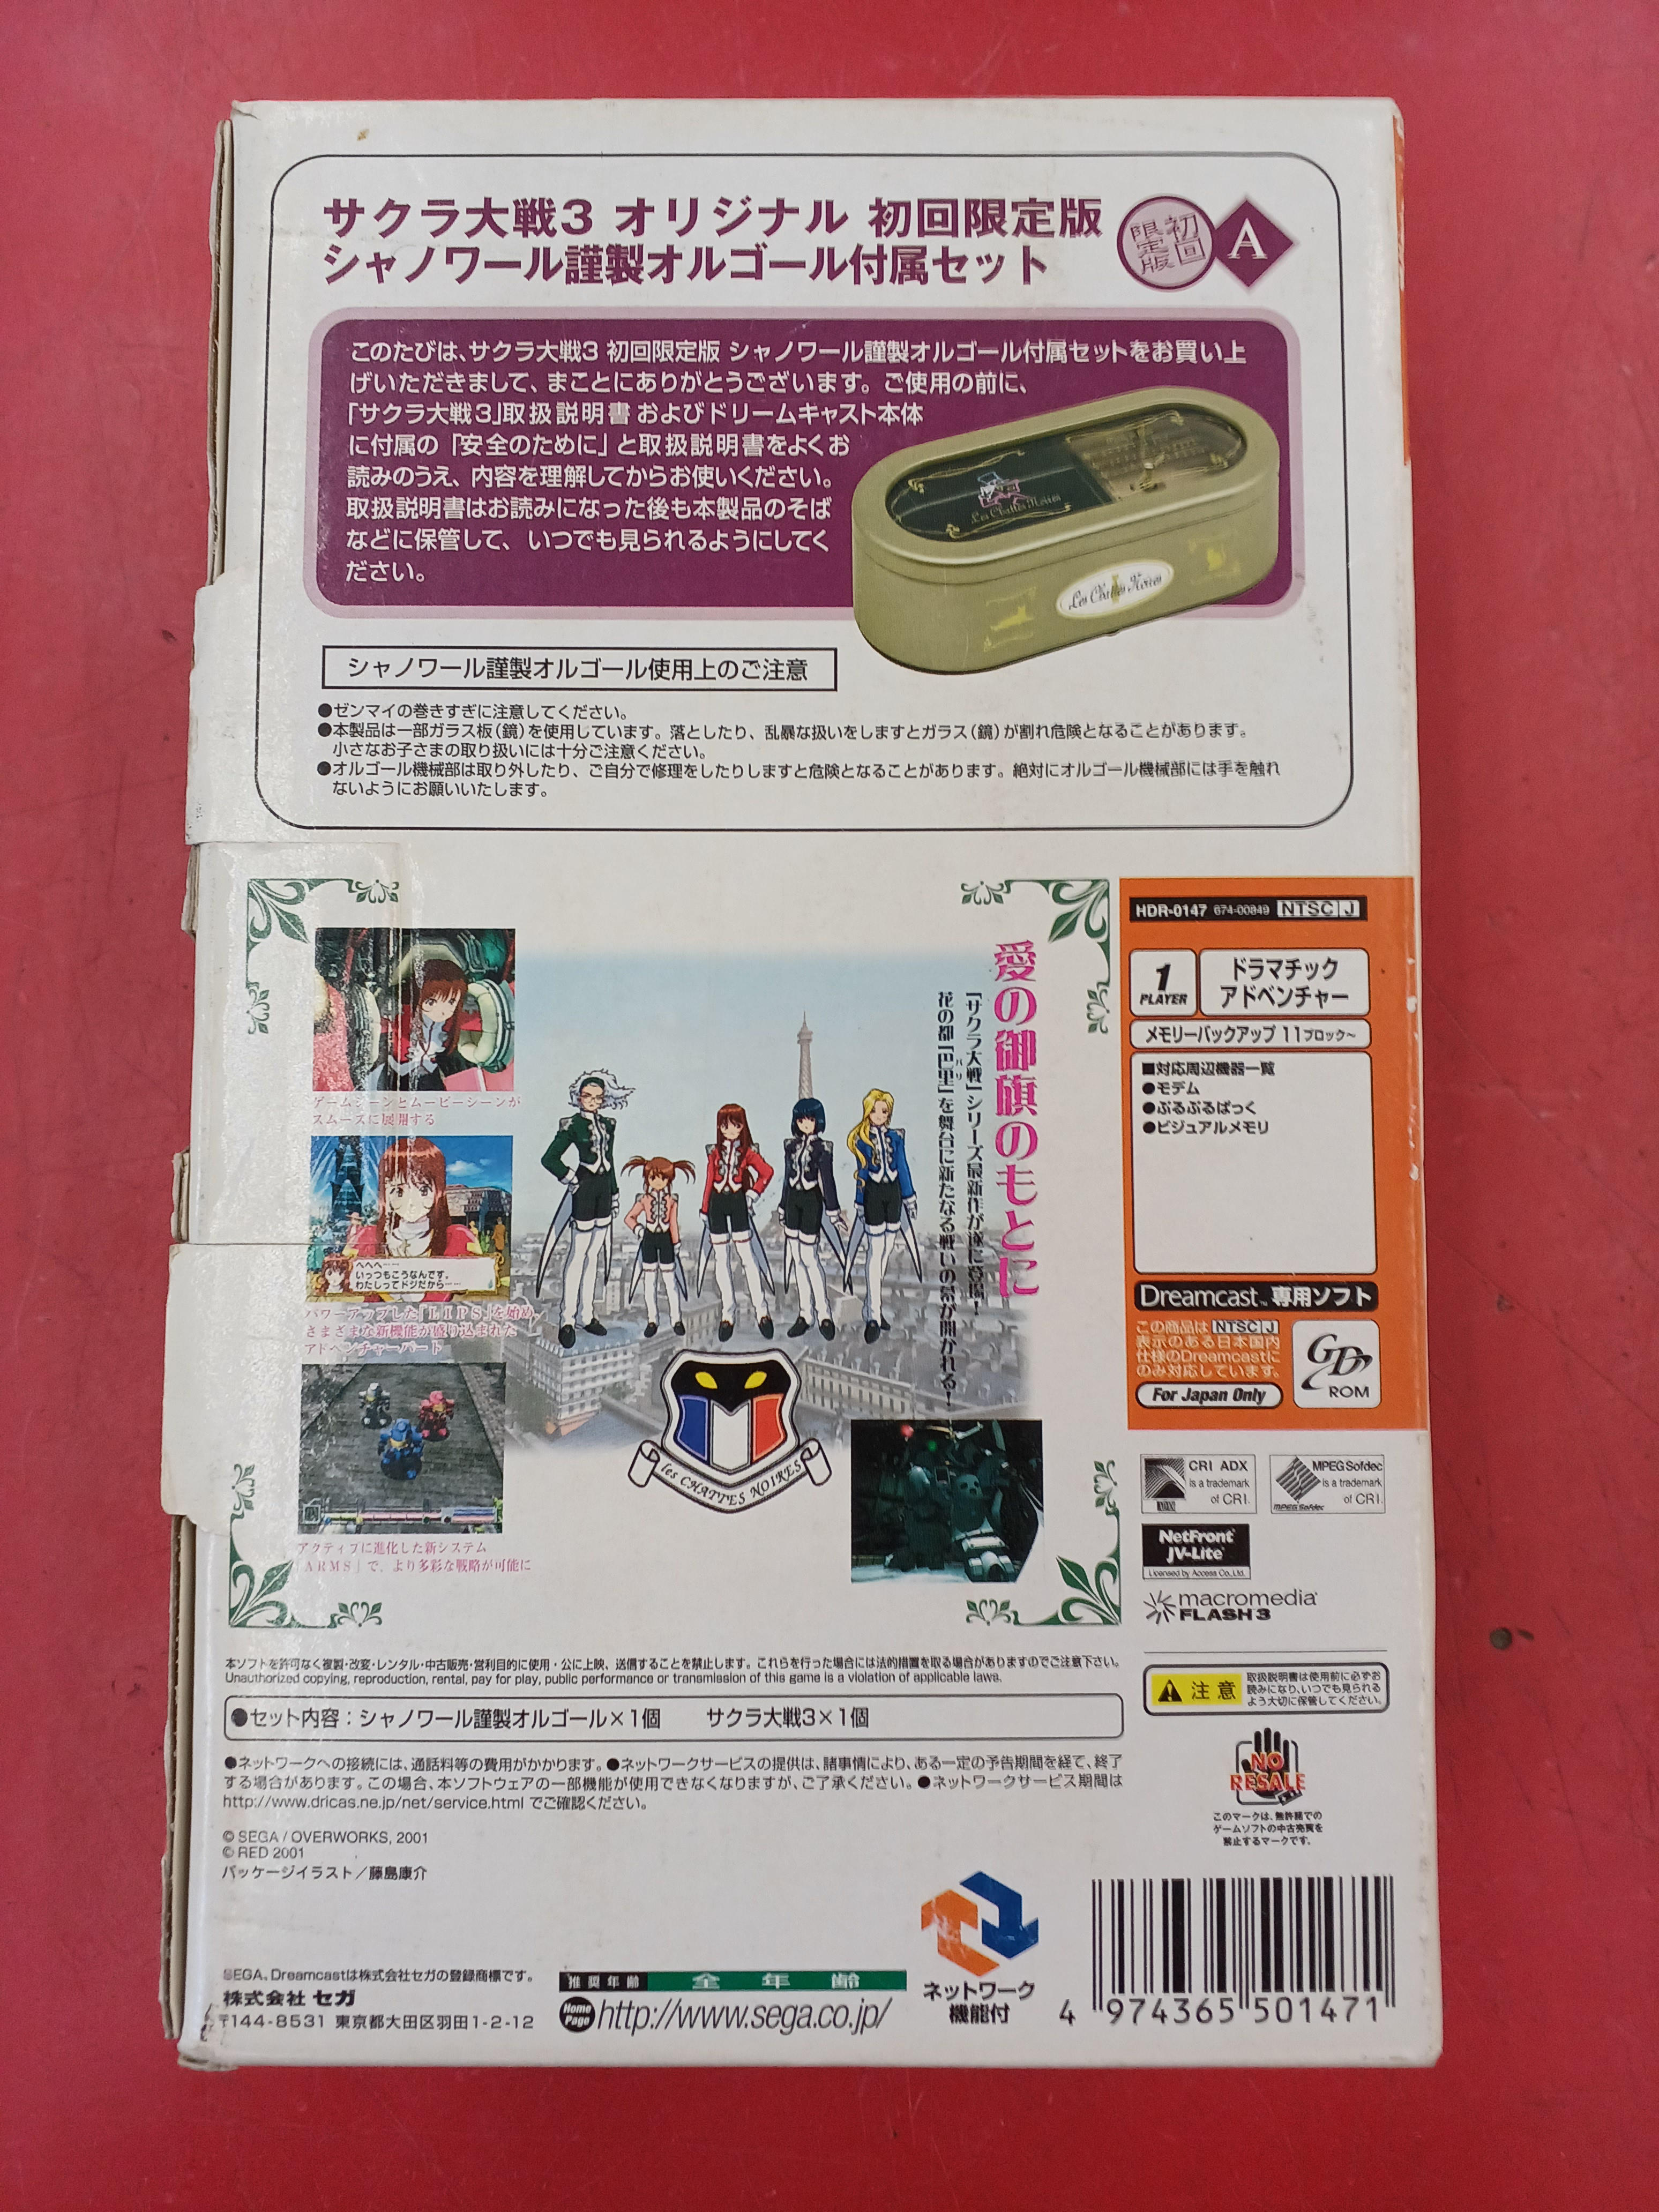 サクラ大戦3 オリジナル 初回限定版
シャノワール謹製オルゴール付属セット
初回
限定版
A
このたびは、サクラ大戦3 初回限定版 シャノワール謹製オルゴール付属セットをお買い上
げいただきまして、まことにありがとうございます。ご使用の前に、
「サクラ大戦3」取扱説明書 およびドリームキャスト本体
に付属の「安全のために」と取扱説明書をよくお
読みのうえ、内容を理解してからお使いください。
取扱説明書はお読みになった後も本製品のそば
などに保管して、いつでも見られるようにしてく
ださい。
Les Chattes Noires
Les Chattes Noires
シャノワール謹製オルゴール使用上のご注意
●ゼンマイの巻きすぎに注意してください。
●本製品は一部ガラス板(鏡)を使用しています。落としたり、乱暴な扱いをしますとガラス(鏡)が割れ危険となることがあります。
小さなお子さまの取り扱いには十分ご注意ください。
●オルゴール機械部は取り外したり、ご自分で修理をしたりしますと危険となることがあります。絶対にオルゴール機械部には手を触れ
ないようにお願いいたします。
愛の御旗のもとに
「サクラ大戦」シリーズ最新作が遂に登場!
花の都「巴里」を舞台に新たなる戦いの幕が開かれる!
パリ
ゲームシーンとムービーシーンが
スムーズに展開する
へへへ……
いっつもこうなんです。
わたしってドジだから……
パワーアップした「LIPS」を始め、
さまざまな新機能が盛り込まれた
アドベンチャーパート
アクティブに進化した新システム
「ARMS」で、より多彩な戦略が可能に
les CHATTES NOIRES
HDR-0147 674-00849 NTSC J
1
PLAYER
ドラマチック
アドベンチャー
メモリーバックアップ 11ブロック~
■対応周辺機器一覧
●モデム
●ぷるぷるぱっく
●ビジュアルメモリ
Dreamcast™ 専用ソフト
この商品は NTSC J
表示のある日本国内
仕様のDreamcastに
のみ対応しています。
For Japan Only
GD
ROM
CRI ADX
is a trademark
of CRI.
MPEG Sofdec
is a trademark
of CRI.
MPEG Sofdec
NetFront
JV-Lite
Licensed by Access Co.,Ltd.
macromedia
FLASH 3
本ソフトを許可なく複製・改変・レンタル・中古販売・営利目的に使用・公に上映、送信することを禁止します。これらを行った場合には法的措置を取る場合がありますのでご注意下さい。
Unauthorized copying, reproduction, rental, pay for play, public performance or transmission of this game is a violation of applicable laws.
●セット内容：シャノワール謹製オルゴール×1個 サクラ大戦3×1個
●ネットワークへの接続には、通話料等の費用がかかります。●ネットワークサービスの提供は、諸事情により、ある一定の予告期間を経て、終了
する場合があります。この場合、本ソフトウェアの一部機能が使用できなくなりますが、ご了承ください。●ネットワークサービス期間は
http://www.dricas.ne.jp/net/service.html でご確認ください。
注意
取扱説明書は使用前に必ずお
読みになり、いつでも見られる
よう大切に保管してください。
NO
RESALE
このマークは、無許諾での
ゲームソフトの中古売買を
禁止するマークです。
© SEGA / OVERWORKS, 2001
© RED 2001
パッケージイラスト／藤島康介
SEGA、Dreamcastは株式会社セガの登録商標です。
株式会社 セガ
〒144-8531 東京都大田区羽田1-2-12
推奨年齢 全年齢
Home Page http://www.sega.co.jp/
ネットワーク
機能付
4 974365 501471